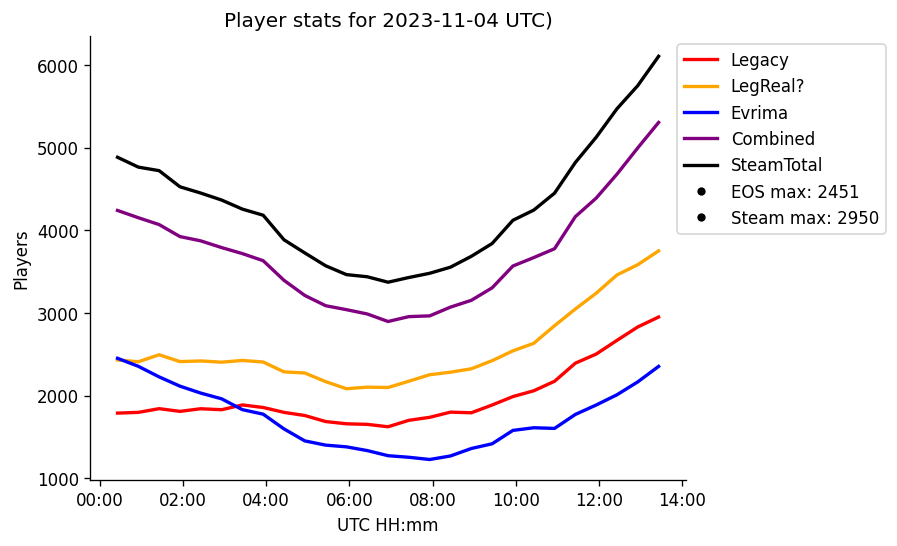 Player stats for 2023-11-04 UTC)
6000
5000
4000
3000
2000
1000
Players
00:00 02:00 04:00 06:00 08:00 10:00 12:00 14:00
UTC HH:mm
Legacy
LegReal?
Evrima
Combined
SteamTotal
EOS max: 2451
Steam max: 2950